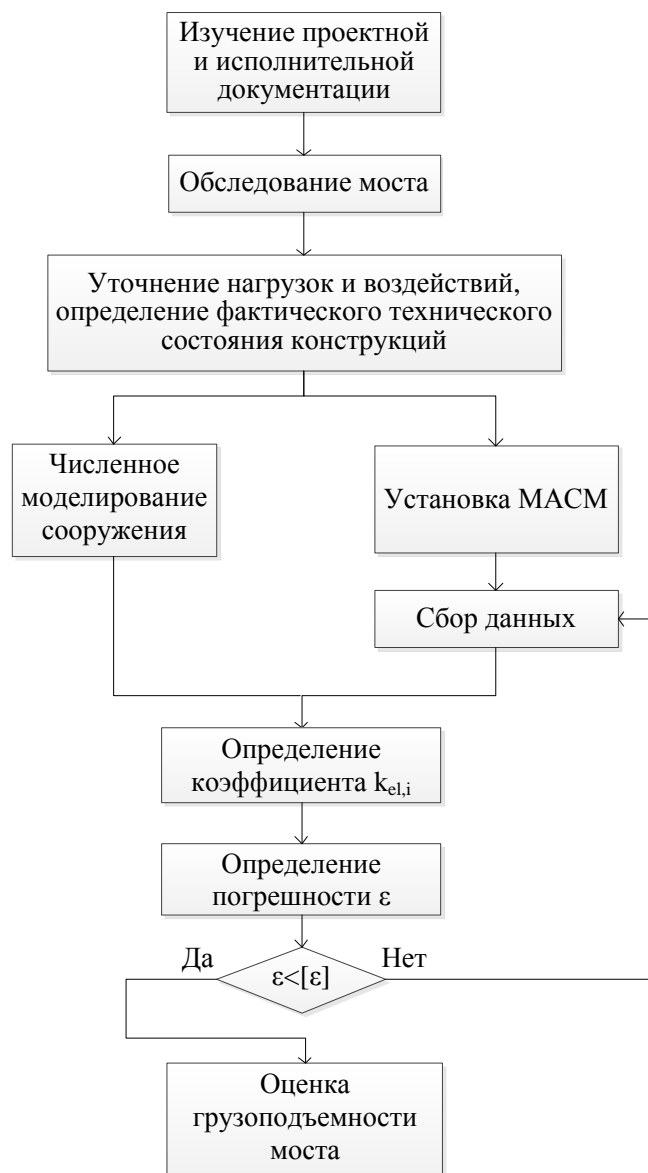 Изучение проектной
и исполнительной
документации
Обследование моста
Уточнение нагрузок и воздействий,
определение фактического технического
состояния конструкций
Численное
моделирование
сооружения
Установка МАСМ
Сбор данных
Определение
коэффициента k_el,i
Определение
погрешности ε
Да
ε<[ε]
Нет
Оценка
грузоподъемности
моста